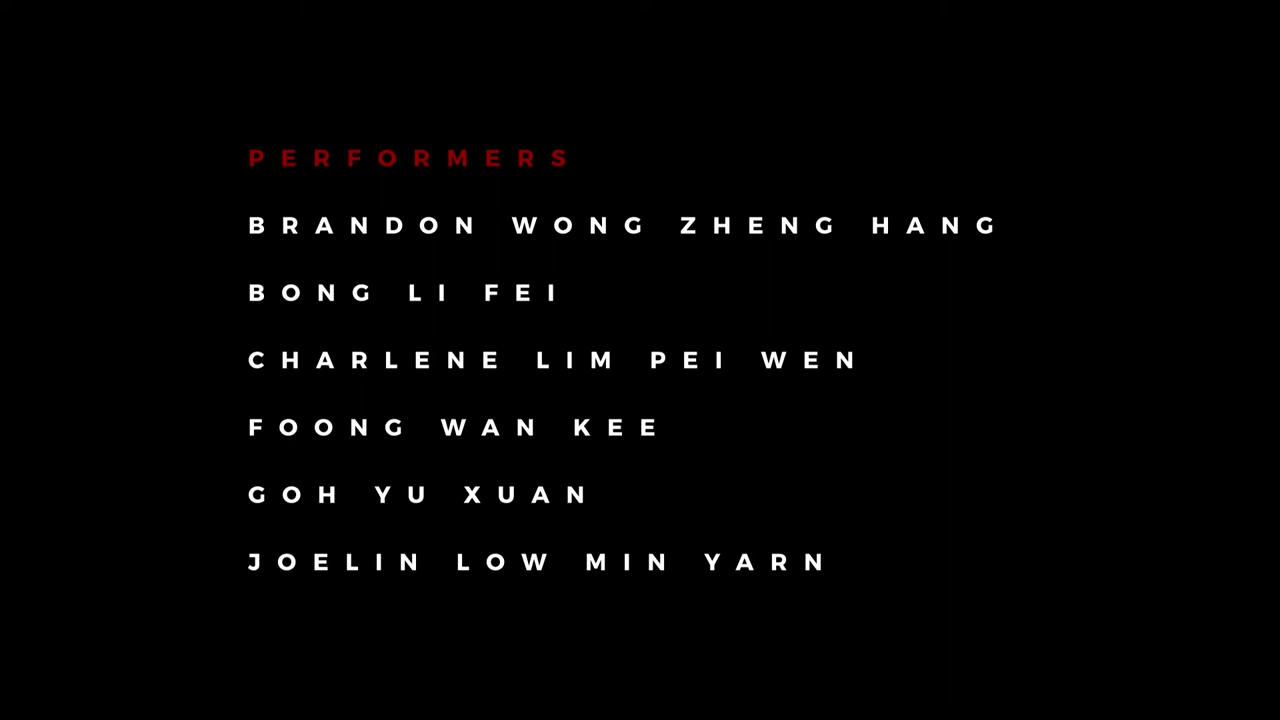 PERFORMERS
BRANDON WONG ZHENG HANG
BONG LI FEI
CHARLENE LIM PEI WEN
FOONG WAN KEE
GOH YU XUAN
JOELIN LOW MIN YARN